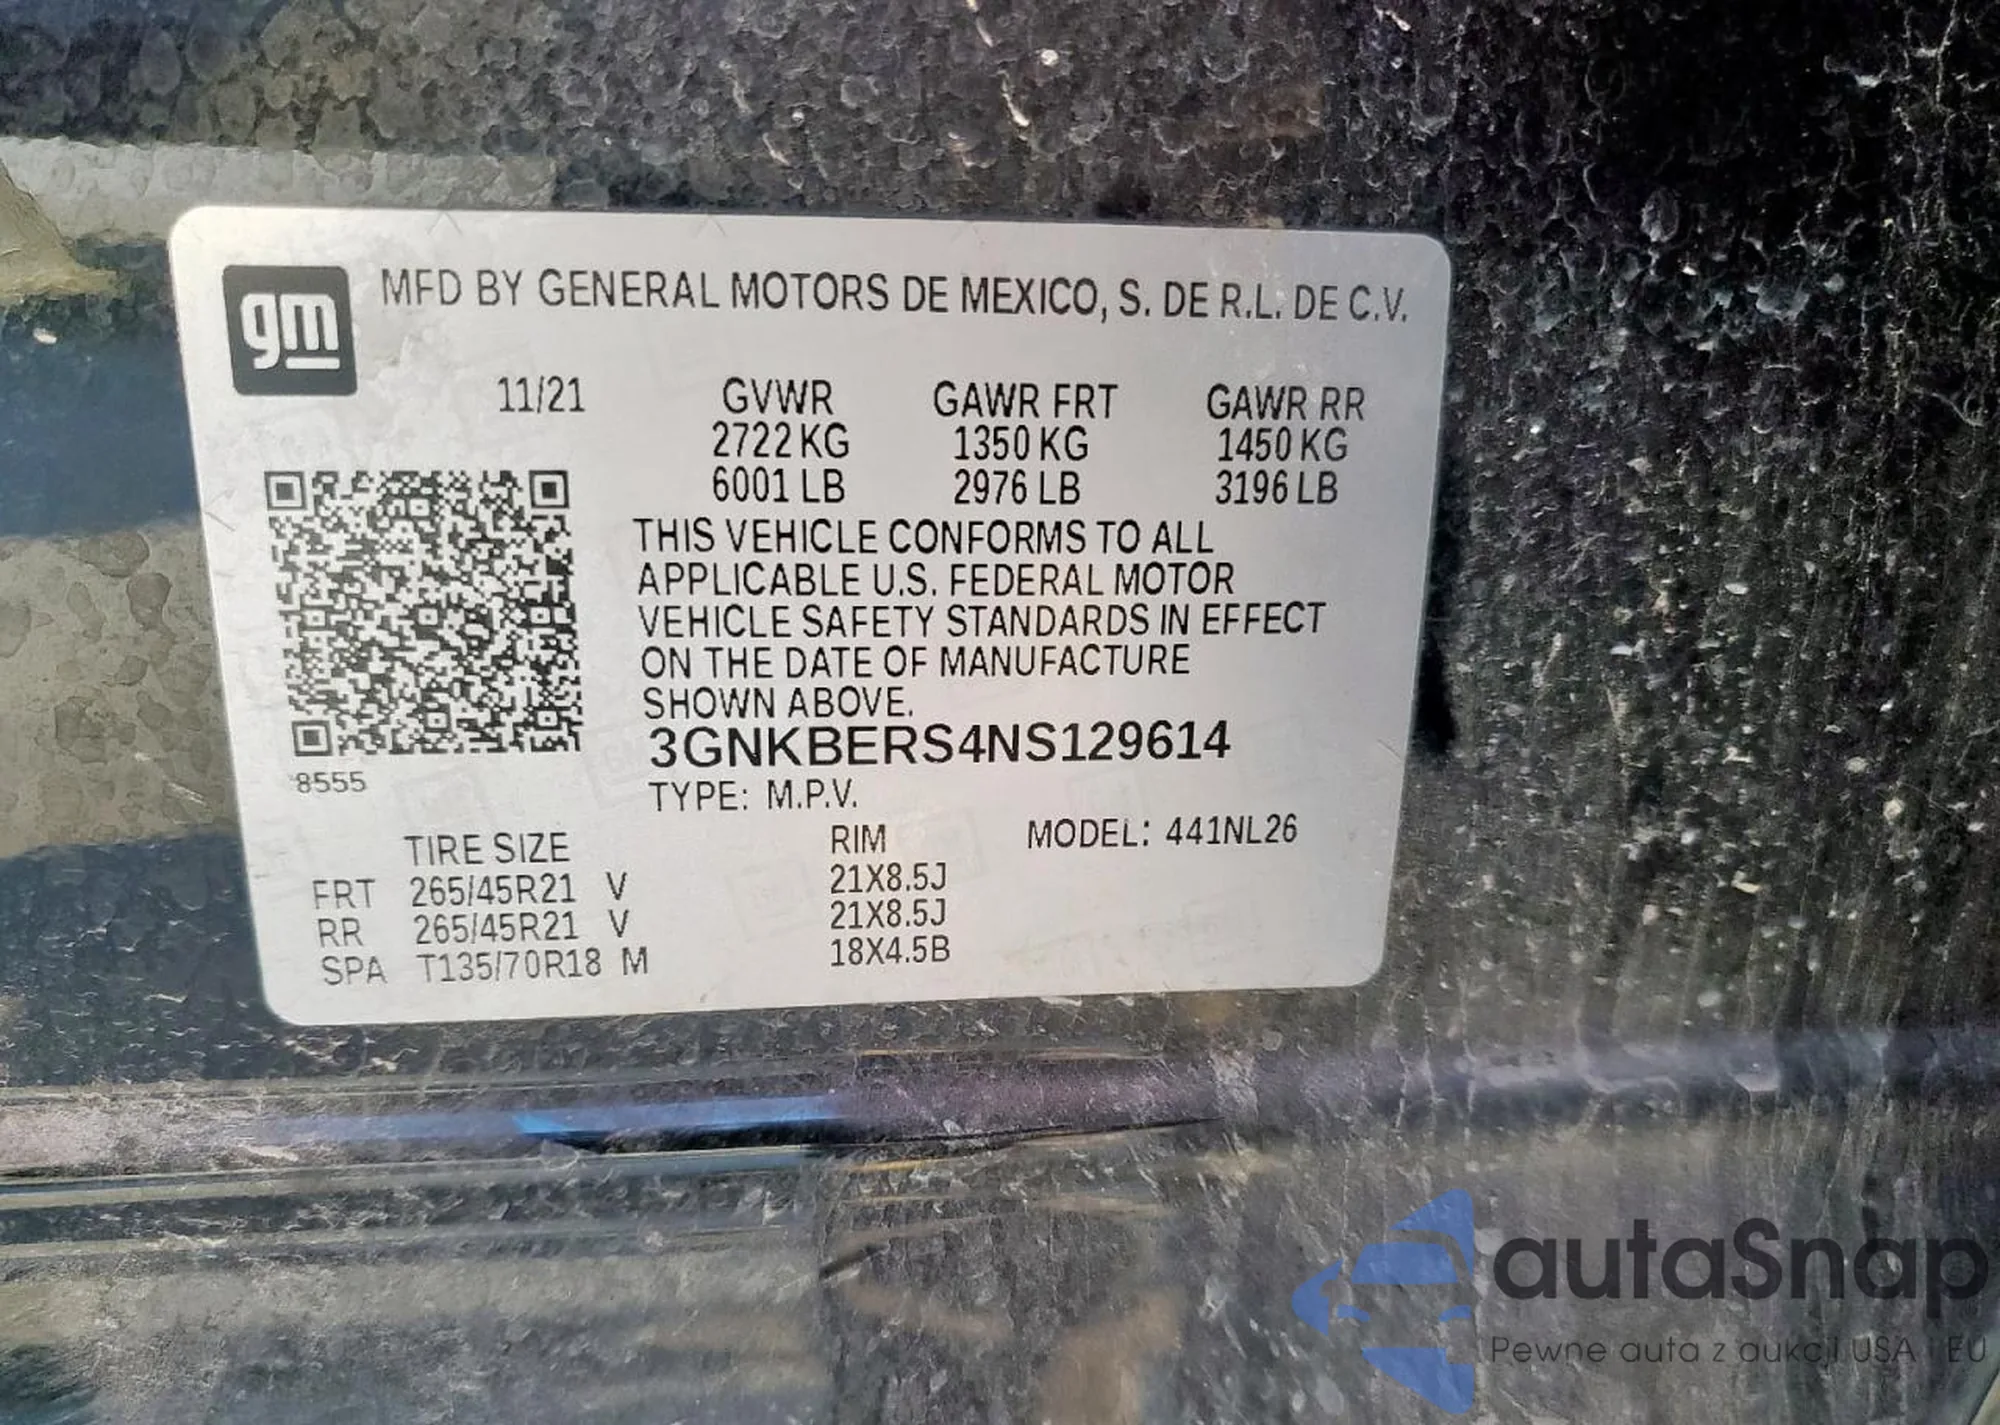 gm
MFD BY GENERAL MOTORS DE MEXICO, S. DE R.L. DE C.V.
11/21 GVWR GAWR FRT GAWR RR
2722 KG 1350 KG 1450 KG
6001 LB 2976 LB 3196 LB
THIS VEHICLE CONFORMS TO ALL
APPLICABLE U.S. FEDERAL MOTOR
VEHICLE SAFETY STANDARDS IN EFFECT
ON THE DATE OF MANUFACTURE
SHOWN ABOVE.
3GNKBERS4NS129614
8555
TYPE: M.P.V.
TIRE SIZE RIM MODEL: 441NL26
FRT 265/45R21 V 21X8.5J
RR 265/45R21 V 21X8.5J
SPA T135/70R18 M 18X4.5B
autaSnap
Pewne auta z aukcji USA i EU